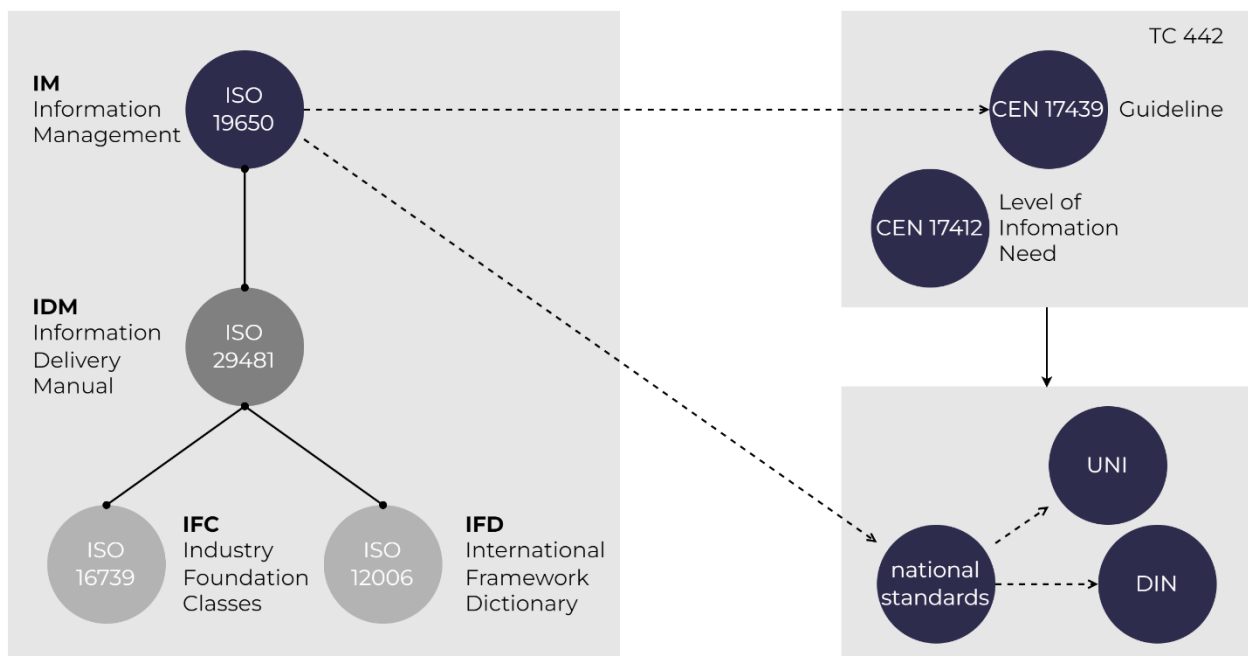 IM
Information
Management
ISO
19650
IDM
Information
Delivery
Manual
ISO
29481
ISO
16739
IFC
Industry
Foundation
Classes
ISO
12006
IFD
International
Framework
Dictionary
TC 442
CEN 17439
Guideline
CEN 17412
Level of
Infomation
Need
UNI
national
standards
DIN